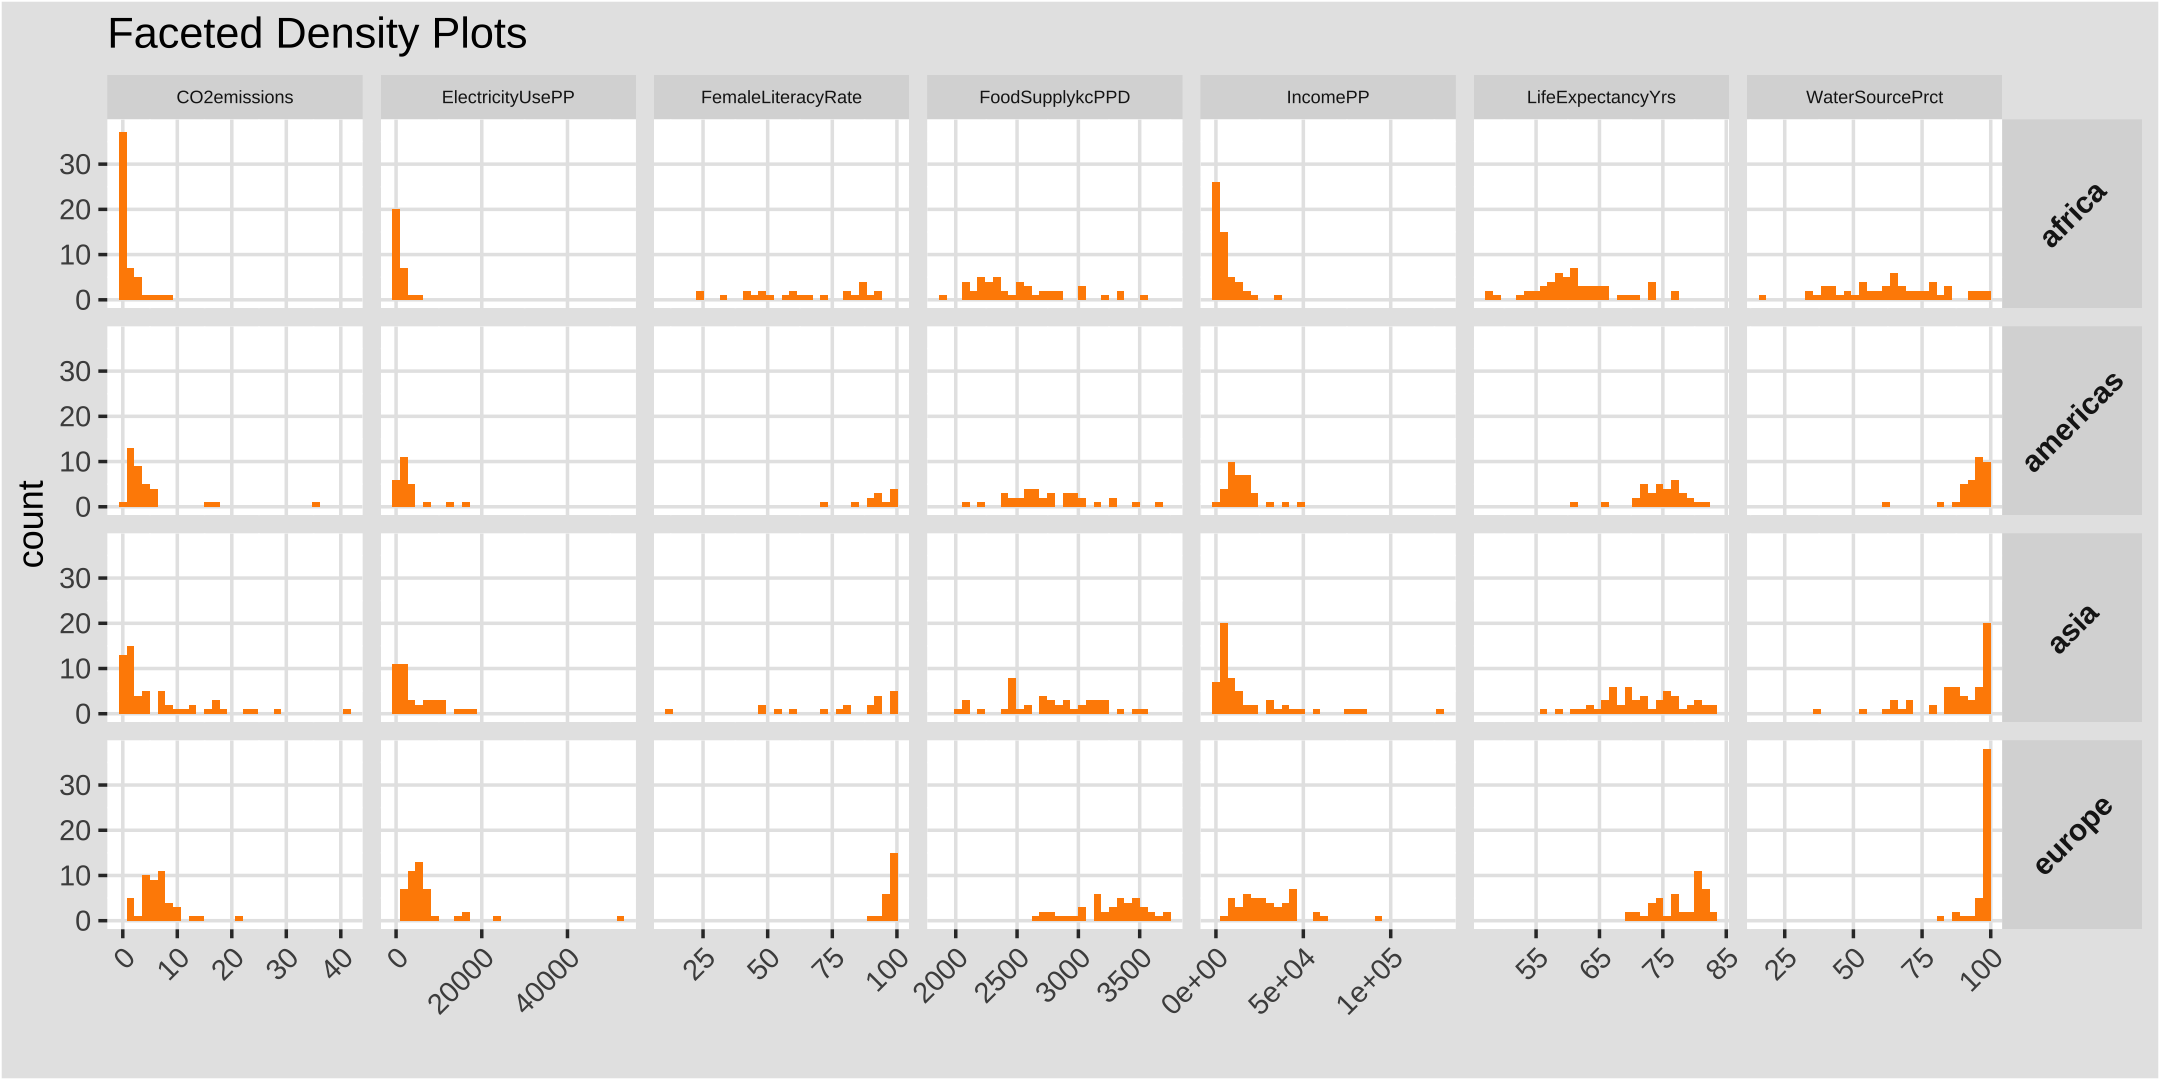 Faceted Density Plots
CO2emissions ElectricityUsePP FemaleLiteracyRate FoodSupplykcPPD IncomePP LifeExpectancyYrs WaterSourcePrct
30
20
10
0
africa
30
20
10
0
americas
count
30
20
10
0
asia
30
20
10
0
europe
0 10 20 30 40 0 20000 40000 25 50 75 100 2000 2500 3000 3500 0e+00 5e+04 1e+05 55 65 75 85 25 50 75 100